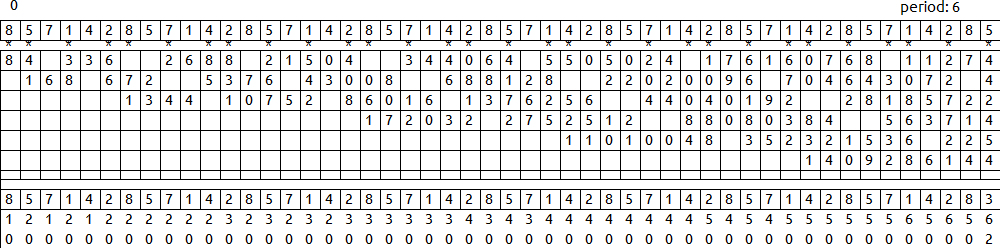 0 period: 6
8 5 7 1 4 2 8 5 7 1 4 2 8 5 7 1 4 2 8 5 7 1 4 2 8 5 7 1 4 2 8 5 7 1 4 2 8 5 7 1 4 2 8 5 7 1 4 2 8 5
* * * * * * * * * * * * * * * * * * * * * * * * * * * * * *
8 4 3 3 6 2 6 8 8 2 1 5 0 4 3 4 4 0 6 4 5 5 0 5 0 2 4 1 7 6 1 6 0 7 6 8 1 1 2 7 4
1 6 8 6 7 2 5 3 7 6 4 3 0 0 8 6 8 8 1 2 8 2 2 0 2 0 0 9 6 7 0 4 6 4 3 0 7 2 4
1 3 4 4 1 0 7 5 2 8 6 0 1 6 1 3 7 6 2 5 6 4 4 0 4 0 1 9 2 2 8 1 8 5 7 2 2
1 7 2 0 3 2 2 7 5 2 5 1 2 8 8 0 8 0 3 8 4 5 6 3 7 1 4
1 1 0 1 0 0 4 8 3 5 2 3 2 1 5 3 6 2 2 5
1 4 0 9 2 8 6 1 4 4
8 5 7 1 4 2 8 5 7 1 4 2 8 5 7 1 4 2 8 5 7 1 4 2 8 5 7 1 4 2 8 5 7 1 4 2 8 5 7 1 4 2 8 5 7 1 4 2 8 3
1 2 1 2 1 2 2 2 2 2 2 3 2 3 2 3 2 3 2 3 3 3 4 3 4 3 4 4 4 4 4 4 4 4 4 5 4 5 4 5 5 5 5 5 5 6 5 6 5 6
0 0 0 0 0 0 0 0 0 0 0 0 0 0 0 0 0 0 0 0 0 0 0 0 0 0 0 0 0 0 0 0 0 0 0 0 0 0 0 0 0 0 0 0 0 0 0 0 0 2